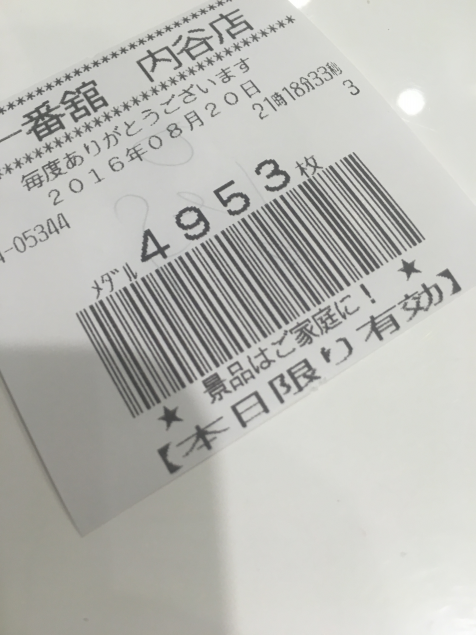 ************************
一番舘 内谷店
************************
毎度ありがとうございます
2016年08月20日 21時18分33秒
-05344 3
ﾒﾀﾞﾙ 4953枚
★ 景品はご家庭に! ★
【本日限り有効】